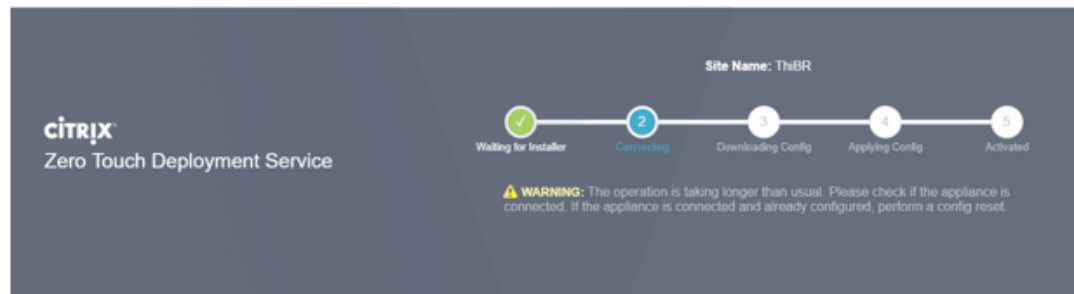 Site Name: ThiBR
CİTRIX
Zero Touch Deployment Service
✓ 2 3 4 5
Waiting for Installer Connecting Downloading Config Applying Config Activated
WARNING: The operation is taking longer than usual. Please check if the appliance is
connected. If the appliance is connected and already configured, perform a config reset.